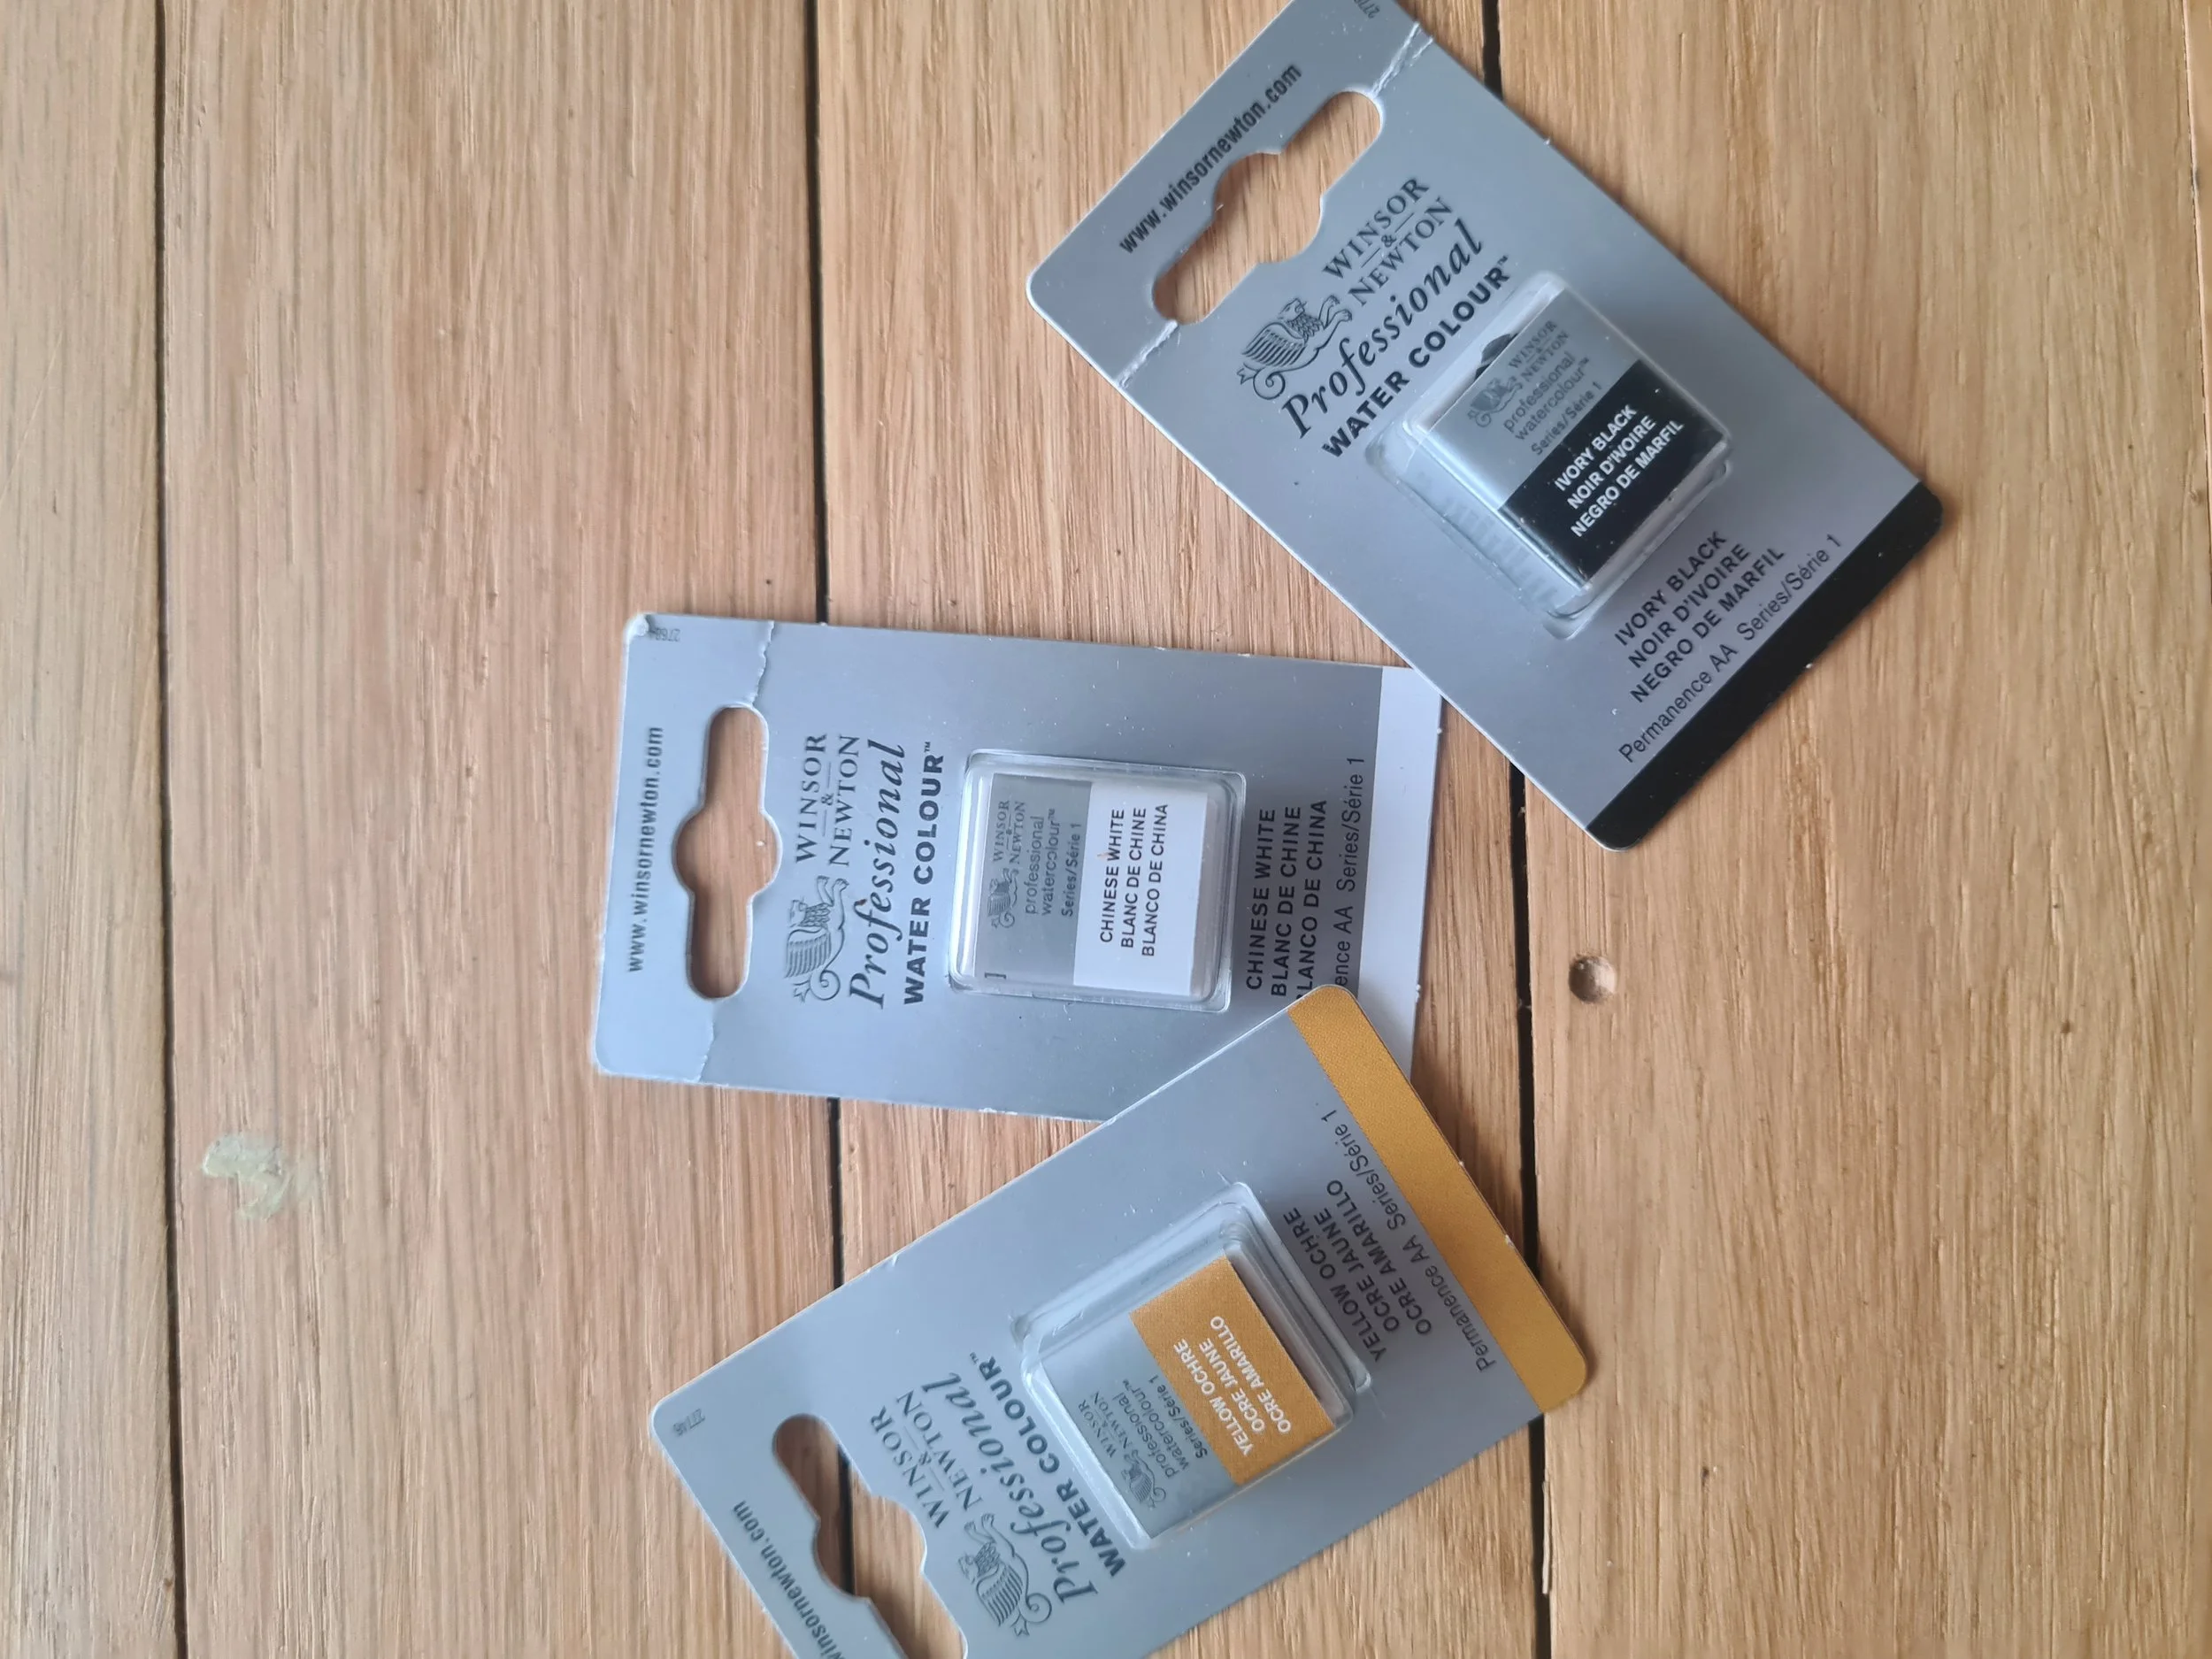 www.winsornewton.com
WINSOR
&
NEWTON
Professional
WATER COLOUR™
WINSOR
&
NEWTON
professional
watercolour™
Series/Série 1
IVORY BLACK
NOIR D'IVOIRE
NEGRO DE MARFIL
IVORY BLACK
NOIR D'IVOIRE
NEGRO DE MARFIL
Permanence AA Series/Série 1
www.winsornewton.com
WINSOR
&
NEWTON
Professional
WATER COLOUR™
WINSOR
&
NEWTON
professional
watercolour™
Series/Série 1
CHINESE WHITE
BLANC DE CHINE
BLANCO DE CHINA
CHINESE WHITE
BLANC DE CHINE
LANCO DE CHINA
ence AA Series/Série 1
winsornewton.com
WINSOR
&
NEWTON
Professional
WATER COLOUR™
WINSOR
&
NEWTON
professional
watercolour™
Series/Série 1
YELLOW OCHRE
OCRE JAUNE
OCRE AMARILLO
YELLOW OCHRE
OCRE JAUNE
OCRE AMARILLO
Permanence AA Series/Série 1